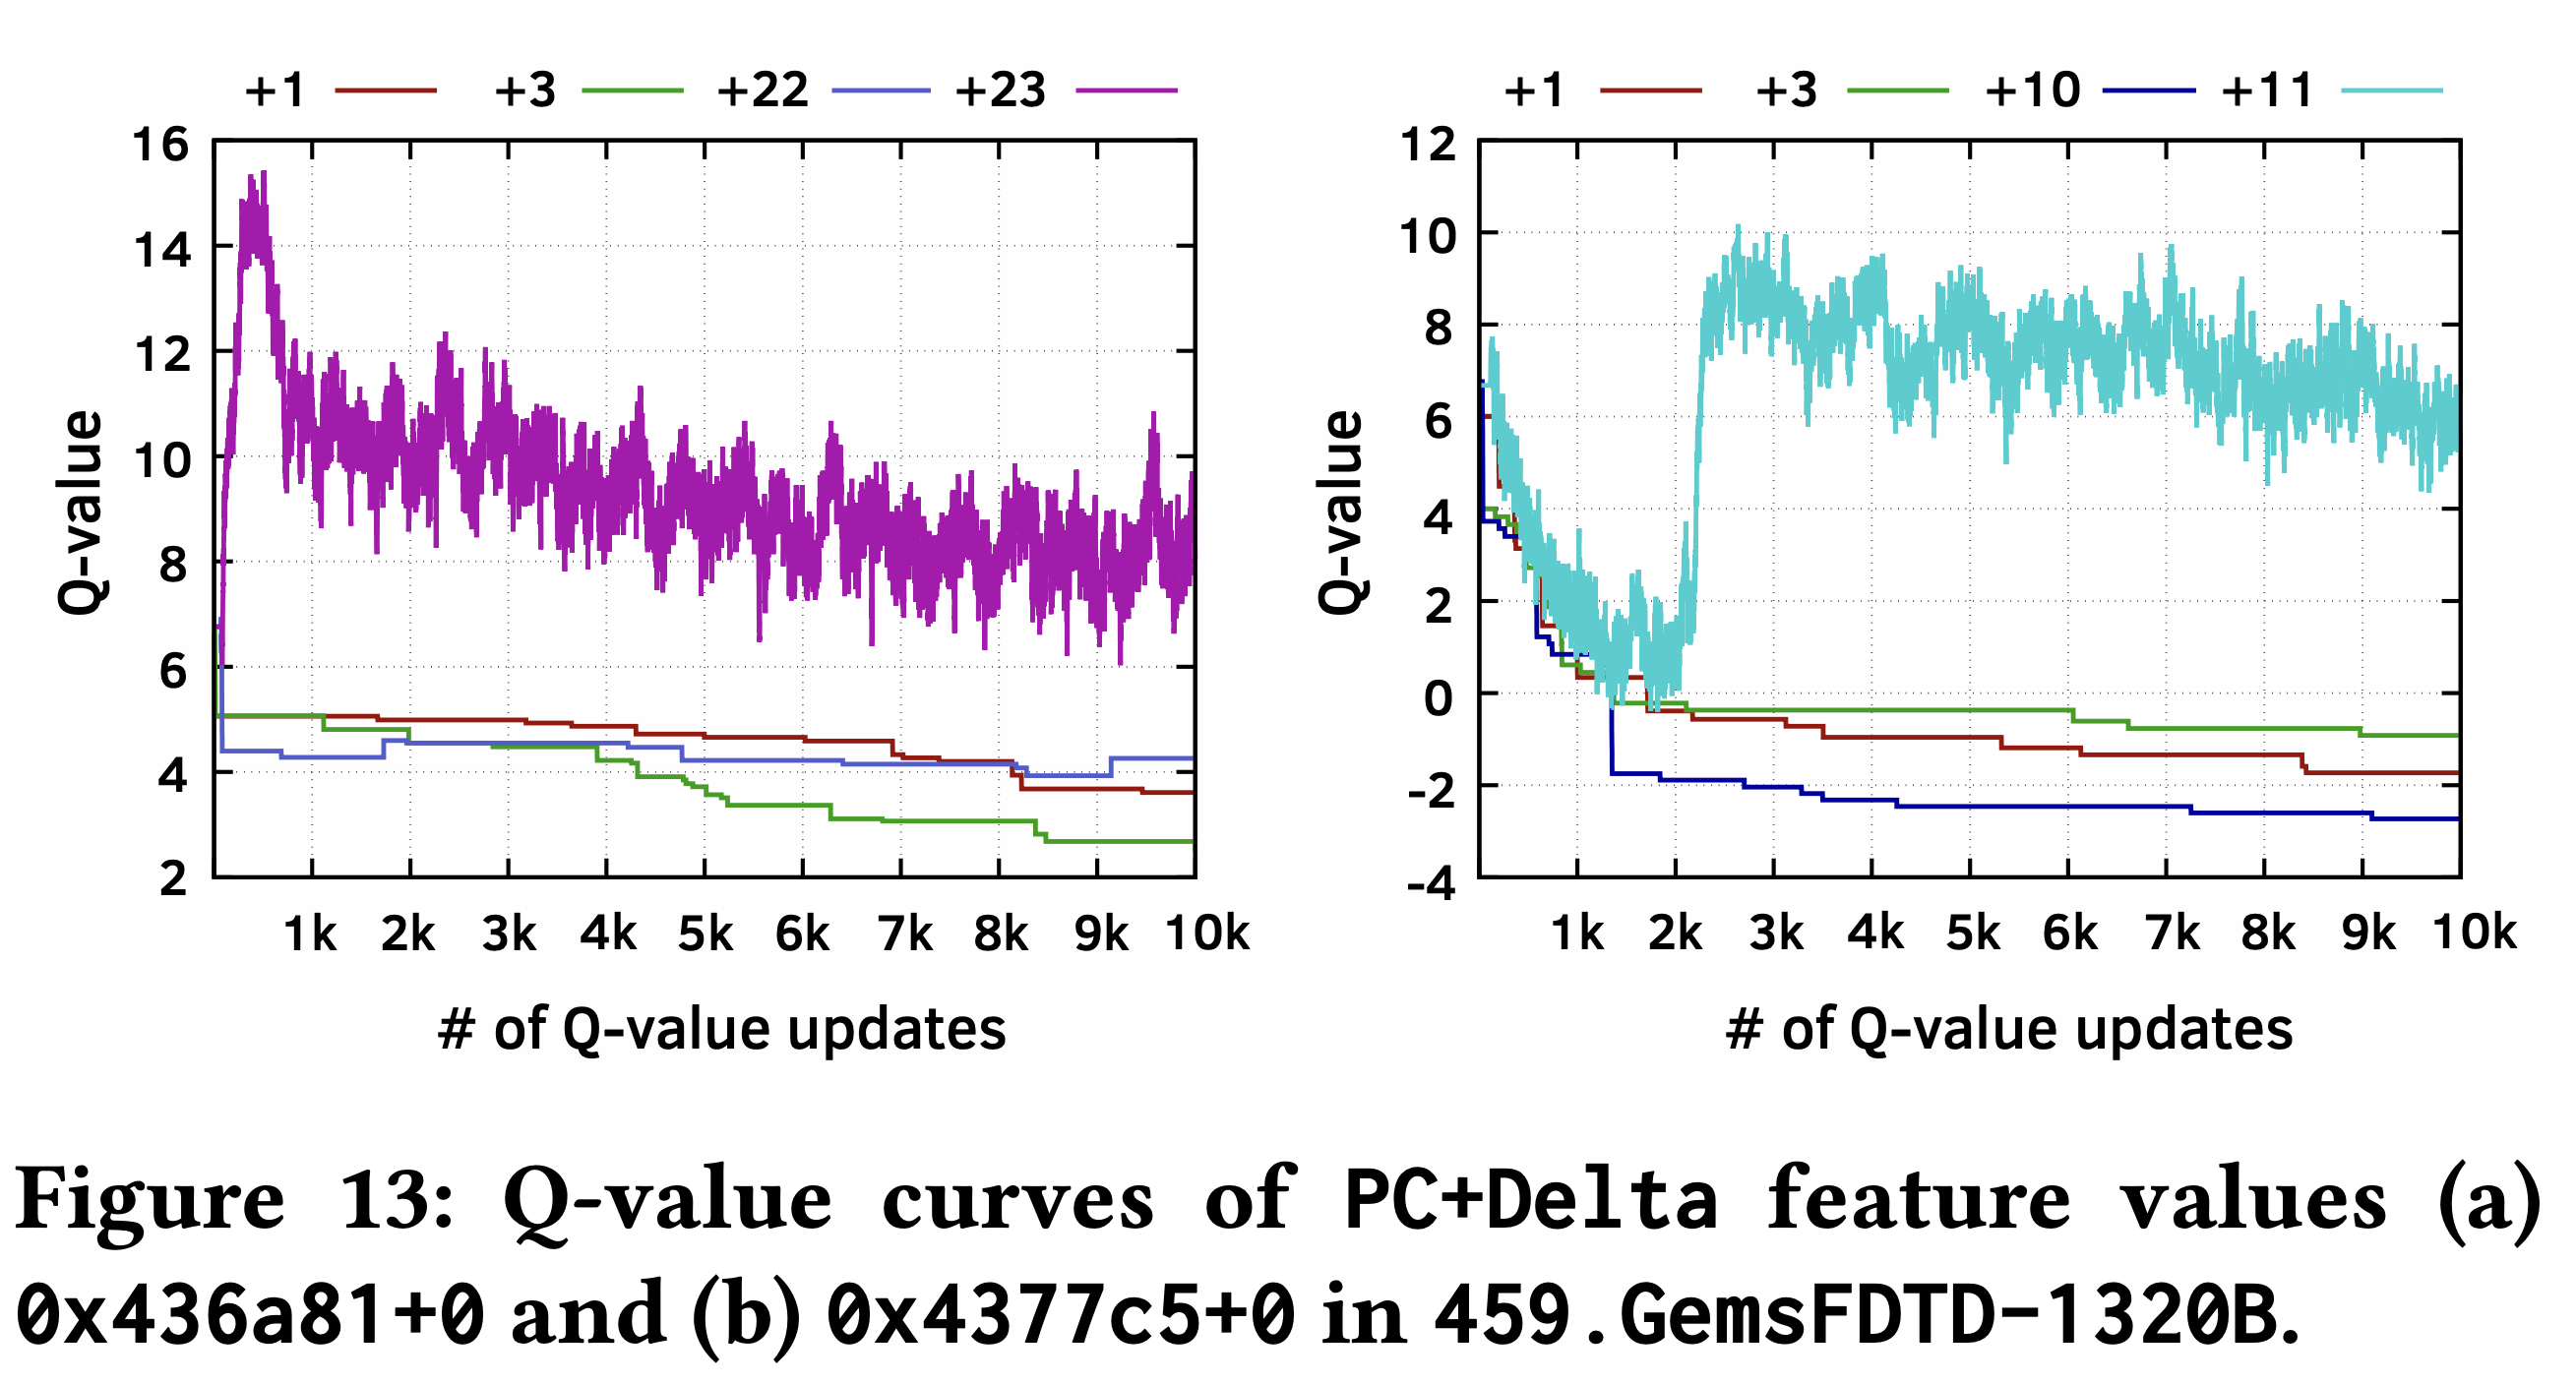 +1 +3 +22 +23
16
14
12
10
8
6
4
2
Q-value
1k 2k 3k 4k 5k 6k 7k 8k 9k 10k
# of Q-value updates
+1 +3 +10 +11
12
10
8
6
4
2
0
-2
-4
Q-value
1k 2k 3k 4k 5k 6k 7k 8k 9k 10k
# of Q-value updates
Figure 13: Q-value curves of PC+Delta feature values (a)
0x436a81+0 and (b) 0x4377c5+0 in 459.GemsFDTD-1320B.